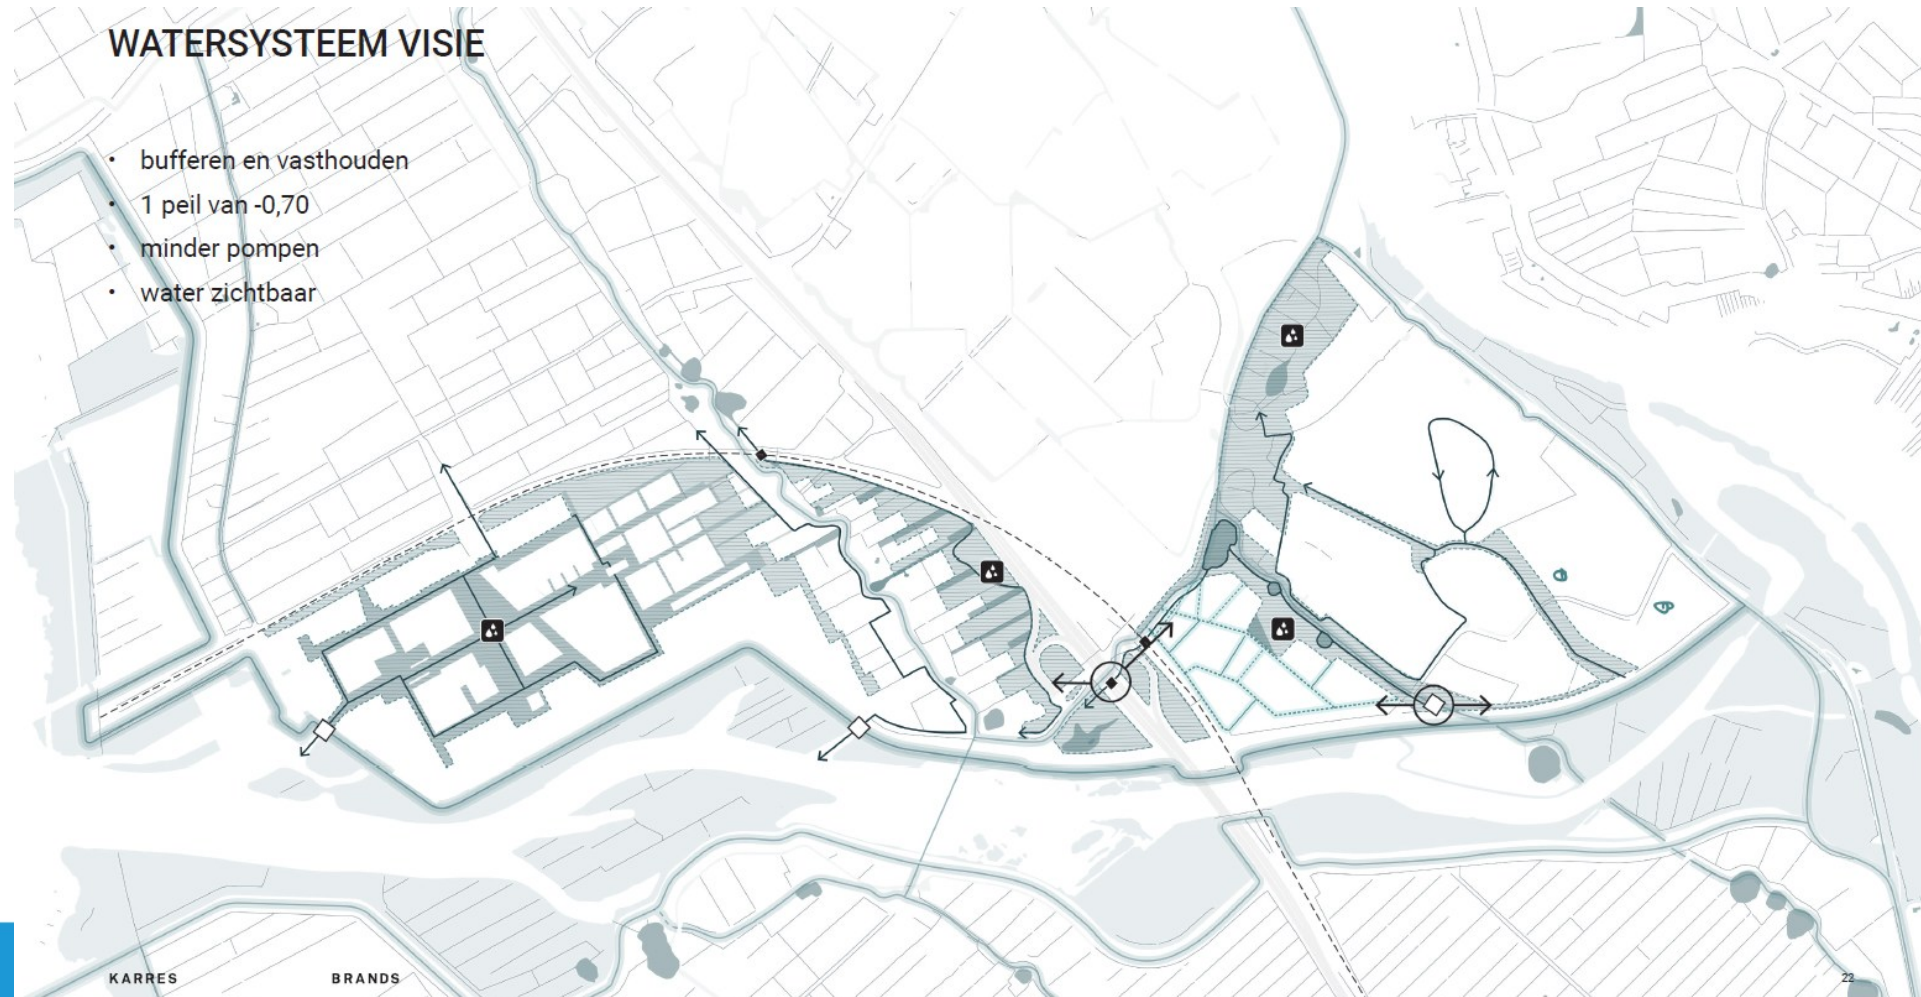 WATERSYSTEEM VISIE
• bufferen en vasthouden
• 1 peil van -0,70
• minder pompen
• water zichtbaar
KARRES BRANDS
22